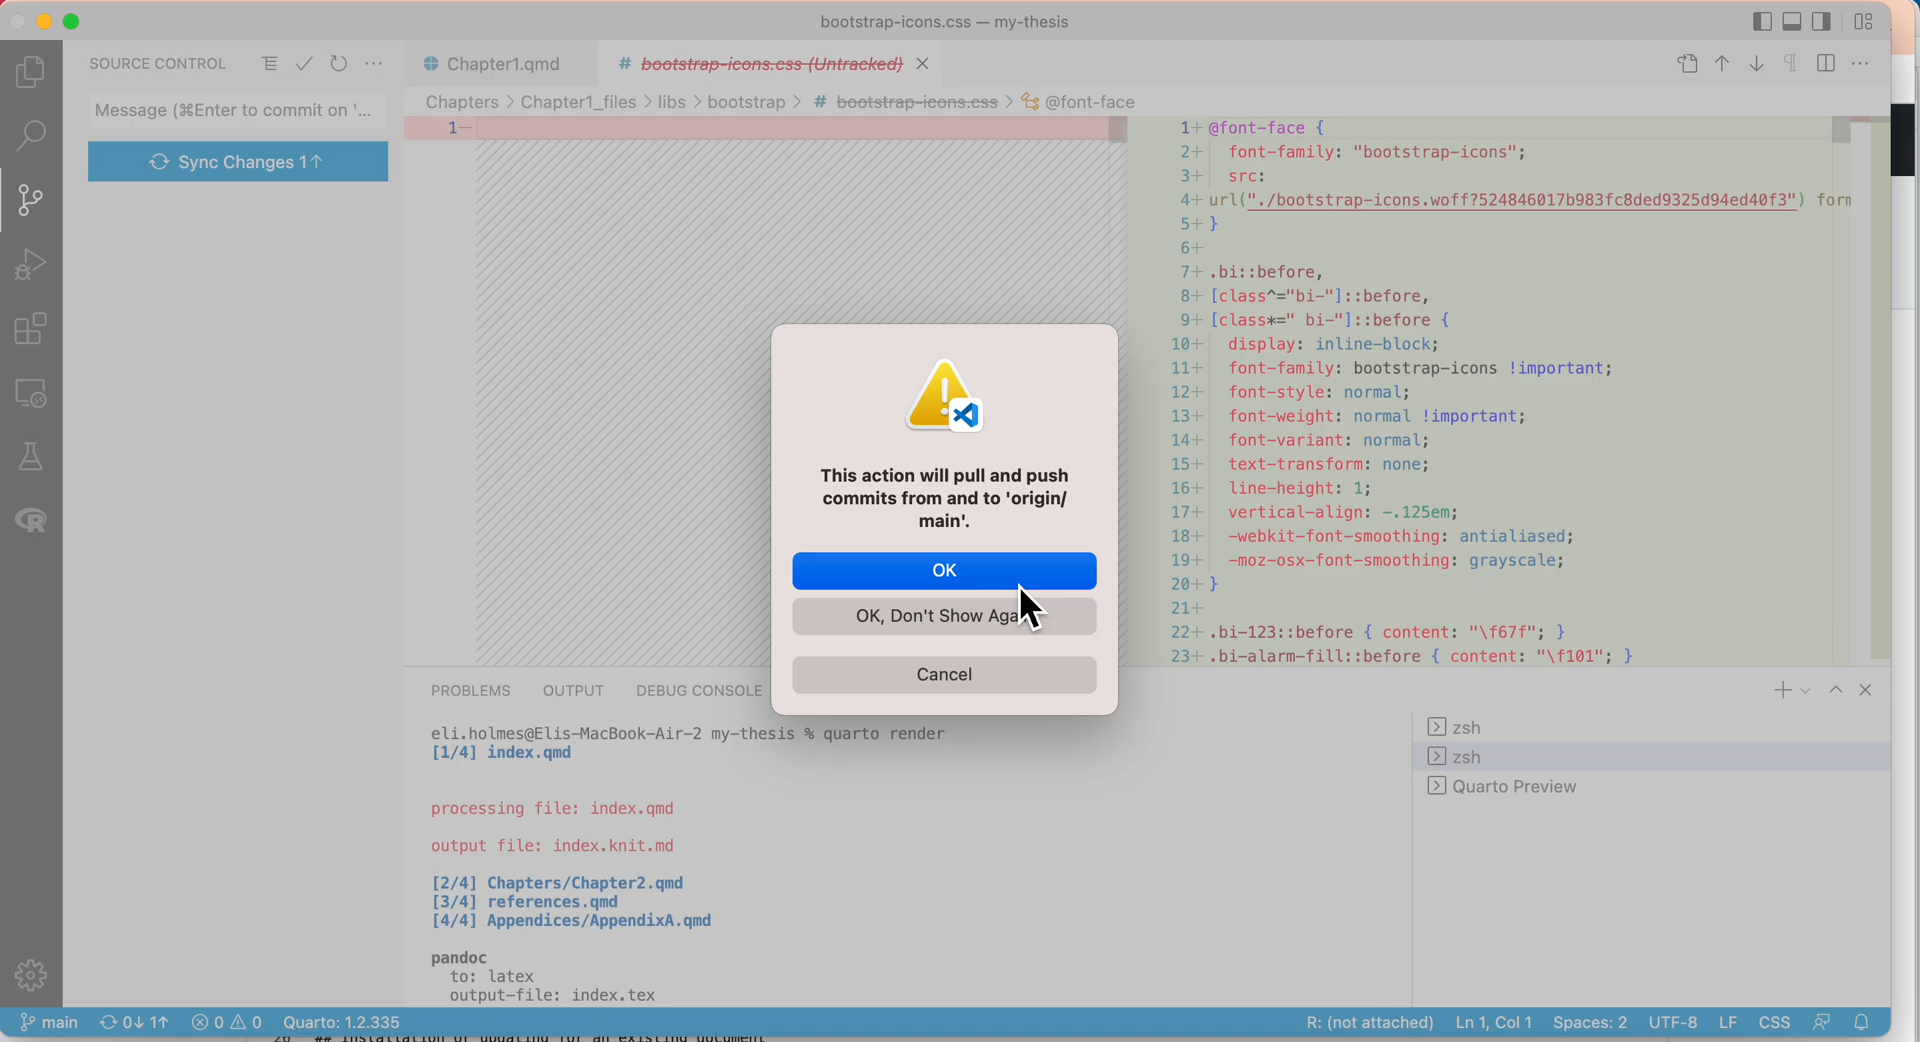 bootstrap-icons.css — my-thesis
SOURCE CONTROL
Chapter1.qmd
# bootstrap-icons.css (Untracked)
Message (⌘Enter to commit on '...
Sync Changes 1↑
Chapters > Chapter1_files > libs > bootstrap > # bootstrap-icons.css > @font-face
1−
1+ @font-face {
2+ font-family: "bootstrap-icons";
3+ src:
4+ url("./bootstrap-icons.woff?524846017b983fc8ded9325d94ed40f3") form
5+ }
6+
7+ .bi::before,
8+ [class^="bi-"]::before,
9+ [class*=" bi-"]::before {
10+ display: inline-block;
11+ font-family: bootstrap-icons !important;
12+ font-style: normal;
13+ font-weight: normal !important;
14+ font-variant: normal;
15+ text-transform: none;
16+ line-height: 1;
17+ vertical-align: -.125em;
18+ -webkit-font-smoothing: antialiased;
19+ -moz-osx-font-smoothing: grayscale;
20+ }
21+
22+ .bi-123::before { content: "\f67f"; }
23+ .bi-alarm-fill::before { content: "\f101"; }
This action will pull and push
commits from and to 'origin/
main'.
OK
OK, Don't Show Aga
Cancel
PROBLEMS OUTPUT DEBUG CONSOLE
eli.holmes@Elis-MacBook-Air-2 my-thesis % quarto render
[1/4] index.qmd
processing file: index.qmd
output file: index.knit.md
[2/4] Chapters/Chapter2.qmd
[3/4] references.qmd
[4/4] Appendices/AppendixA.qmd
pandoc
to: latex
output-file: index.tex
zsh
zsh
Quarto Preview
main 0↓ 1↑ 0 0 Quarto: 1.2.335
R: (not attached) Ln 1, Col 1 Spaces: 2 UTF-8 LF CSS